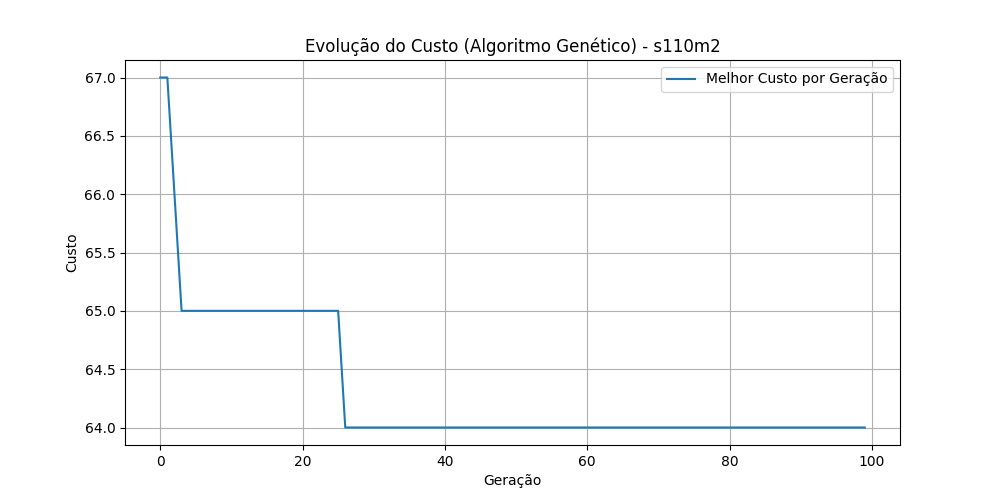 Evolução do Custo (Algoritmo Genético) - s110m2
Melhor Custo por Geração
67.0
66.5
66.0
65.5
65.0
64.5
64.0
Custo
0 20 40 60 80 100
Geração